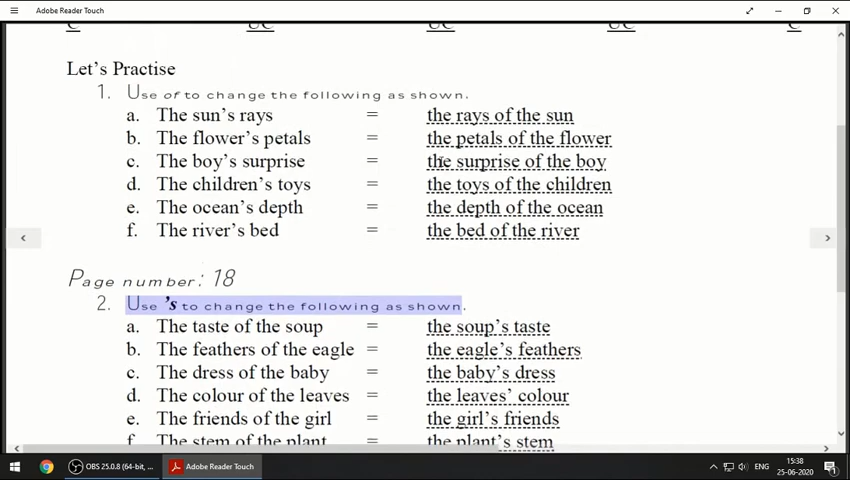 Adobe Reader Touch
C UC UC C
Let's Practise
1. Use of to change the following as shown.
a. The sun's rays = the rays of the sun
b. The flower's petals = the petals of the flower
c. The boy's surprise = the surprise of the boy
d. The children's toys = the toys of the children
e. The ocean's depth = the depth of the ocean
f. The river's bed = the bed of the river
Page number: 18
2. Use 's to change the following as shown.
a. The taste of the soup = the soup's taste
b. The feathers of the eagle = the eagle's feathers
c. The dress of the baby = the baby's dress
d. The colour of the leaves = the leaves' colour
e. The friends of the girl = the girl's friends
f. The stem of the plant = the plant's stem
OBS 25.0.8 (64-bit, ... Adobe Reader Touch ENG 15:38
25-06-2020